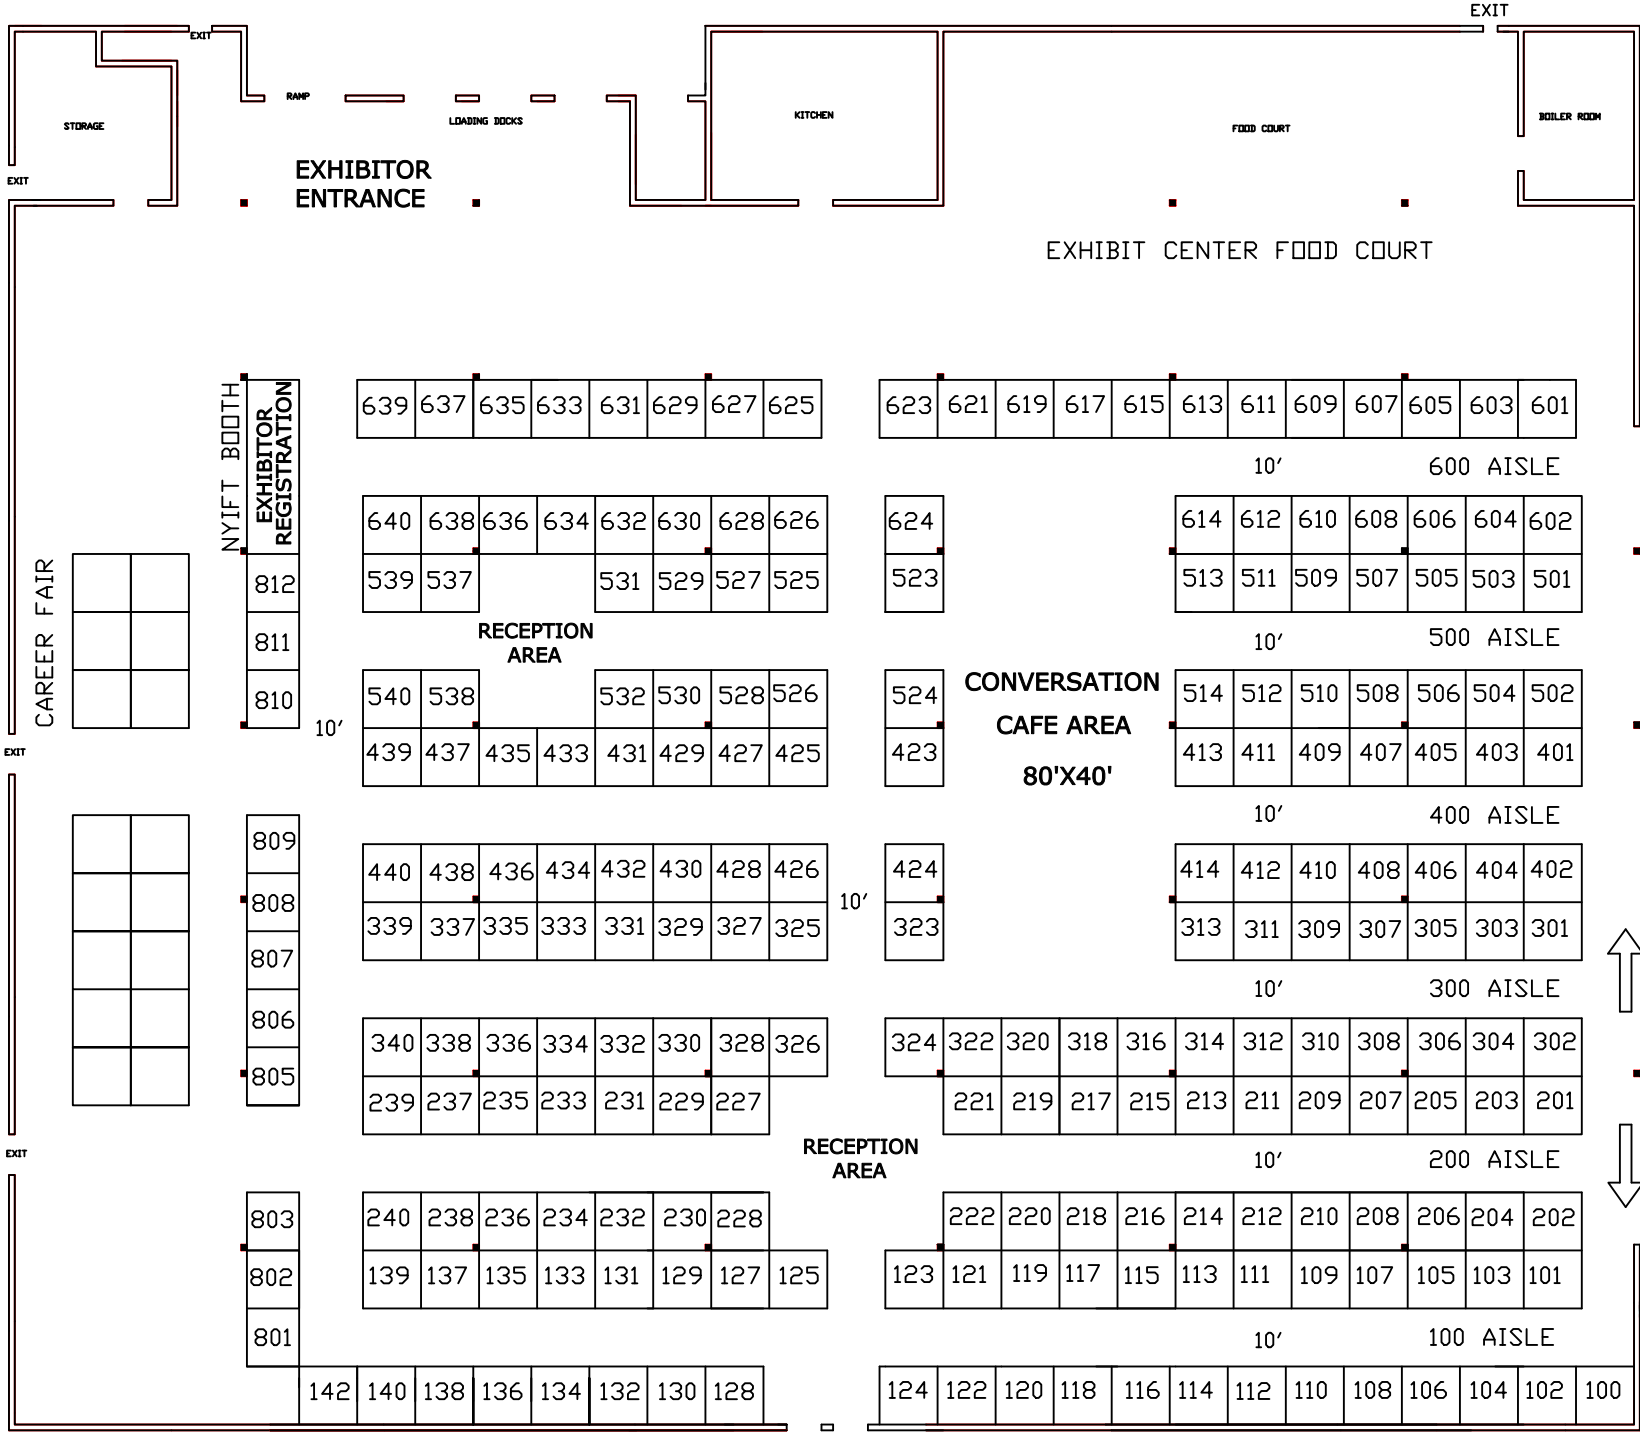 EXIT
EXIT
RAMP
KITCHEN
BOILER ROOM
LOADING DOCKS
STORAGE
FOOD COURT
EXHIBITOR
ENTRANCE
EXIT
EXHIBIT CENTER FOOD COURT
NYIFT BOOTH
EXHIBITOR
REGISTRATION
639 637 635 633 631 629 627 625 623 621 619 617 615 613 611 609 607 605 603 601
10' 600 AISLE
640 638 636 634 632 630 628 626 624 614 612 610 608 606 604 602
812 539 537 531 529 527 525 523 513 511 509 507 505 503 501
CAREER FAIR
811
RECEPTION
AREA
10' 500 AISLE
810 540 538 532 530 528 526 524 514 512 510 508 506 504 502
CONVERSATION
CAFE AREA
80'X40'
10'
EXIT
439 437 435 433 431 429 427 425 423 413 411 409 407 405 403 401
10' 400 AISLE
809
440 438 436 434 432 430 428 426 424 414 412 410 408 406 404 402
808
10'
339 337 335 333 331 329 327 325 323 313 311 309 307 305 303 301
807
10' 300 AISLE
806
340 338 336 334 332 330 328 326 324 322 320 318 316 314 312 310 308 306 304 302
805
239 237 235 233 231 229 227 221 219 217 215 213 211 209 207 205 203 201
EXIT
RECEPTION
AREA
10' 200 AISLE
803 240 238 236 234 232 230 228 222 220 218 216 214 212 210 208 206 204 202
802 139 137 135 133 131 129 127 125 123 121 119 117 115 113 111 109 107 105 103 101
801
10' 100 AISLE
142 140 138 136 134 132 130 128 124 122 120 118 116 114 112 110 108 106 104 102 100